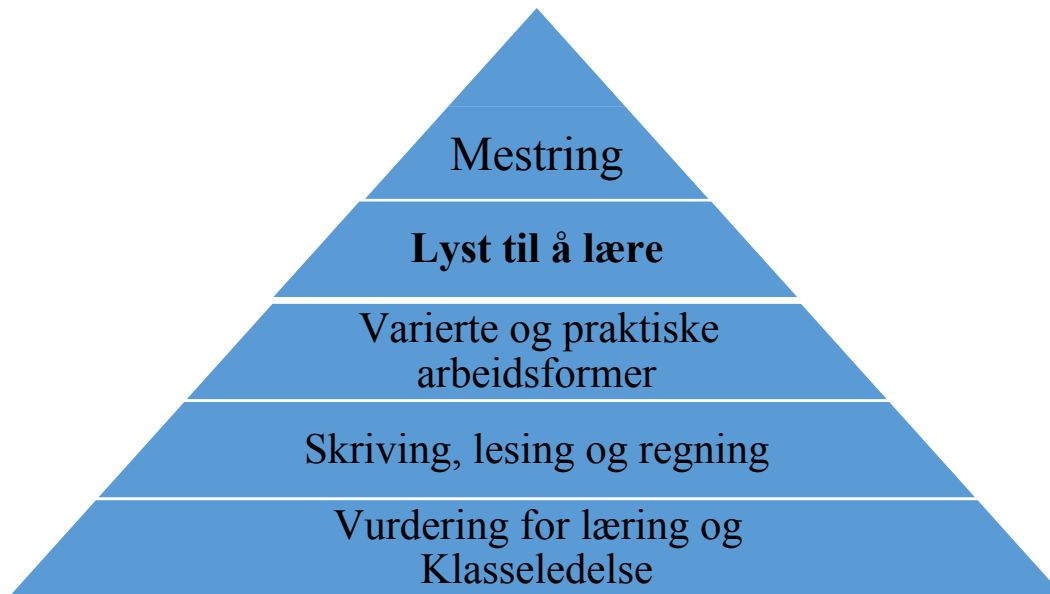 Mestring
Lyst til å lære
Varierte og praktiske
arbeidsformer
Skriving, lesing og regning
Vurdering for læring og
Klasseledelse